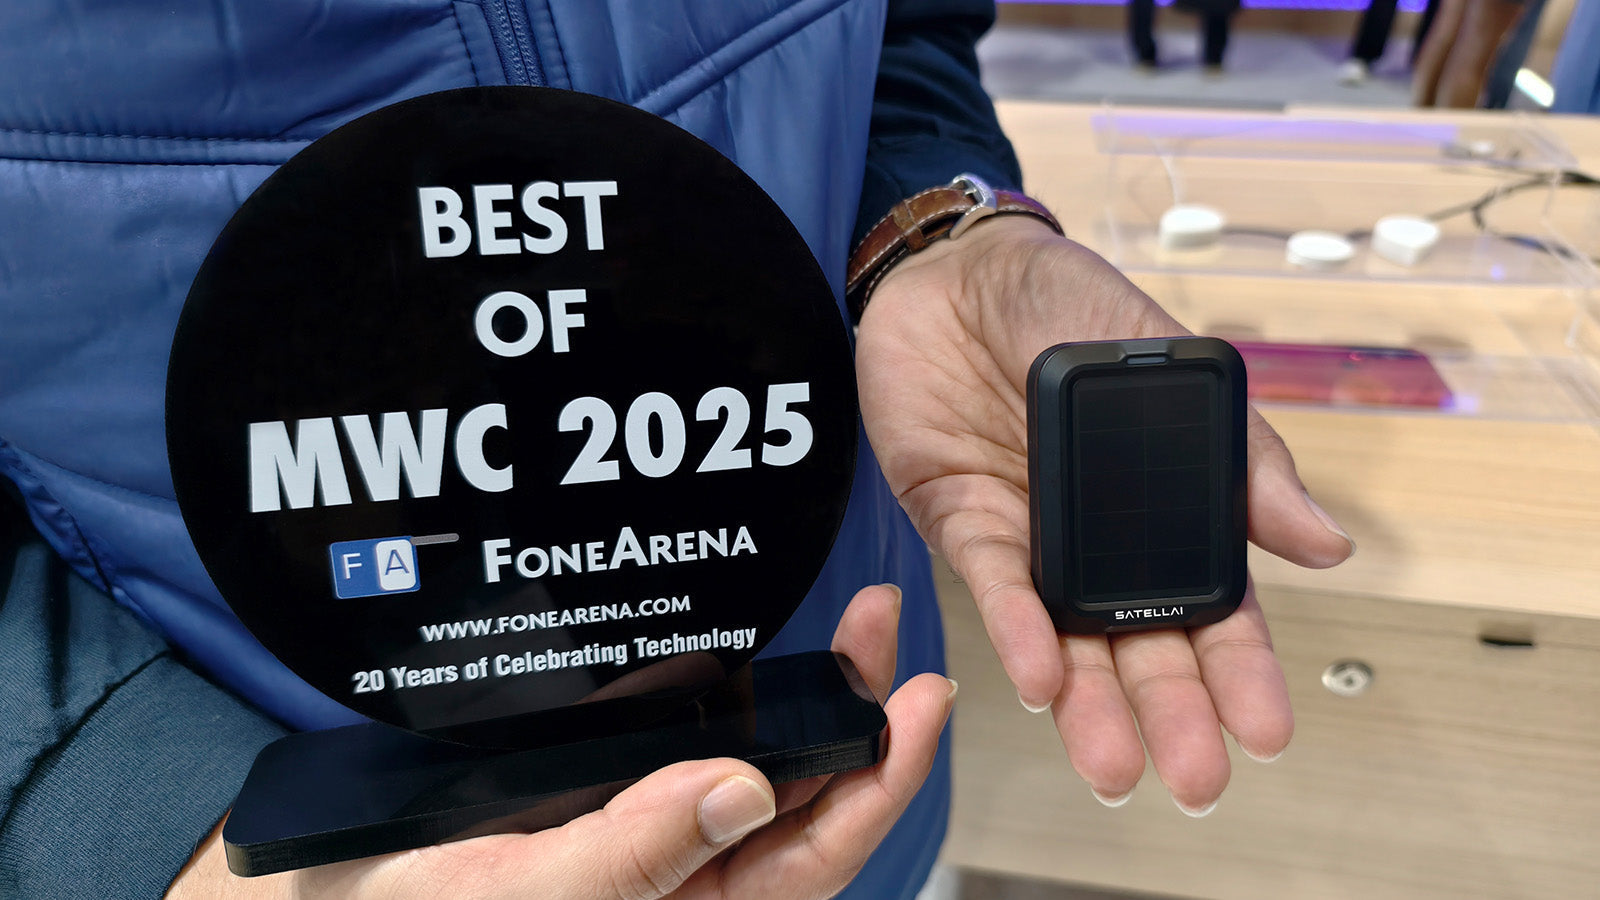 BEST
OF
MWC 2025
FA FONEARENA
WWW.FONEARENA.COM
20 Years of Celebrating Technology
SATELLAI